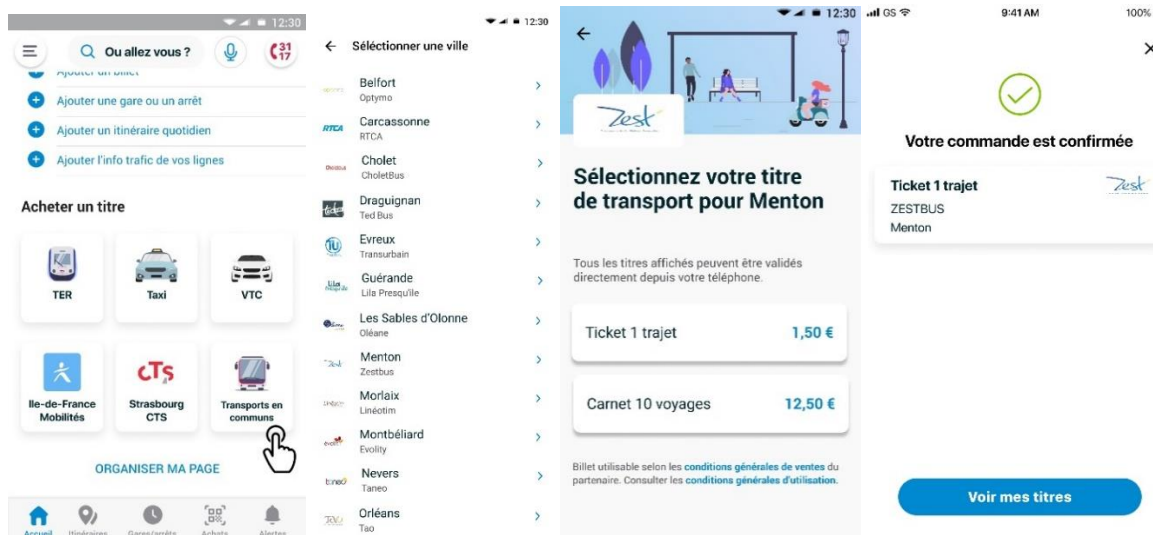 12:30
Ou allez vous ?
31
17
Ajouter un billet
Ajouter une gare ou un arrêt
Ajouter un itinéraire quotidien
Ajouter l'info trafic de vos lignes
Acheter un titre
TER
Taxi
VTC
CTS
Ile-de-France
Mobilités
Strasbourg
CTS
Transports en
communs
ORGANISER MA PAGE
Accueil
Itinéraires
Gares/arrêts
Achats
Alertes
12:30
Séléctionner une ville
Belfort
Optymo
RTCA
Carcassonne
RTCA
Cholet
CholetBus
Draguignan
Ted Bus
Evreux
Transurbain
Guérande
Lila Presqu'ile
Les Sables d'Olonne
Oléane
Zest
Menton
Zestbus
Morlaix
Linéotim
Montbéliard
Evolity
Nevers
Taneo
Orléans
Tao
12:30
Zest
Sélectionnez votre titre
de transport pour Menton
Tous les titres affichés peuvent être validés
directement depuis votre téléphone.
Ticket 1 trajet 1,50 €
Carnet 10 voyages 12,50 €
Billet utilisable selon les conditions générales de ventes du
partenaire. Consulter les conditions générales d'utilisation.
GS 9:41 AM 100%
Votre commande est confirmée
Ticket 1 trajet
Zest
ZESTBUS
Menton
Voir mes titres